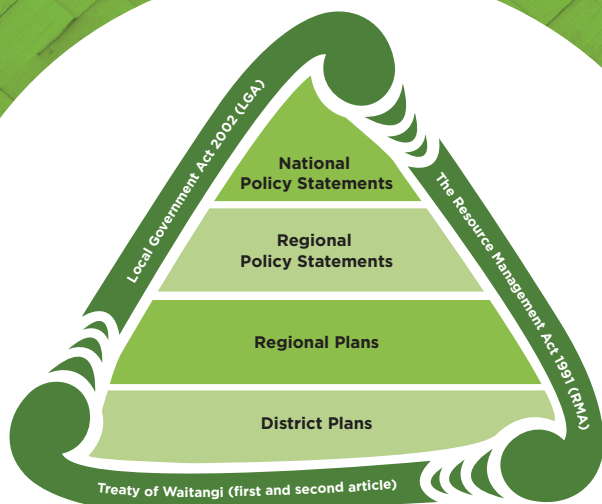 Local Government Act 2002 (LGA)
The Resource Management Act 1991 (RMA)
National
Policy Statements
Regional
Policy Statements
Regional Plans
District Plans
Treaty of Waitangi (first and second article)